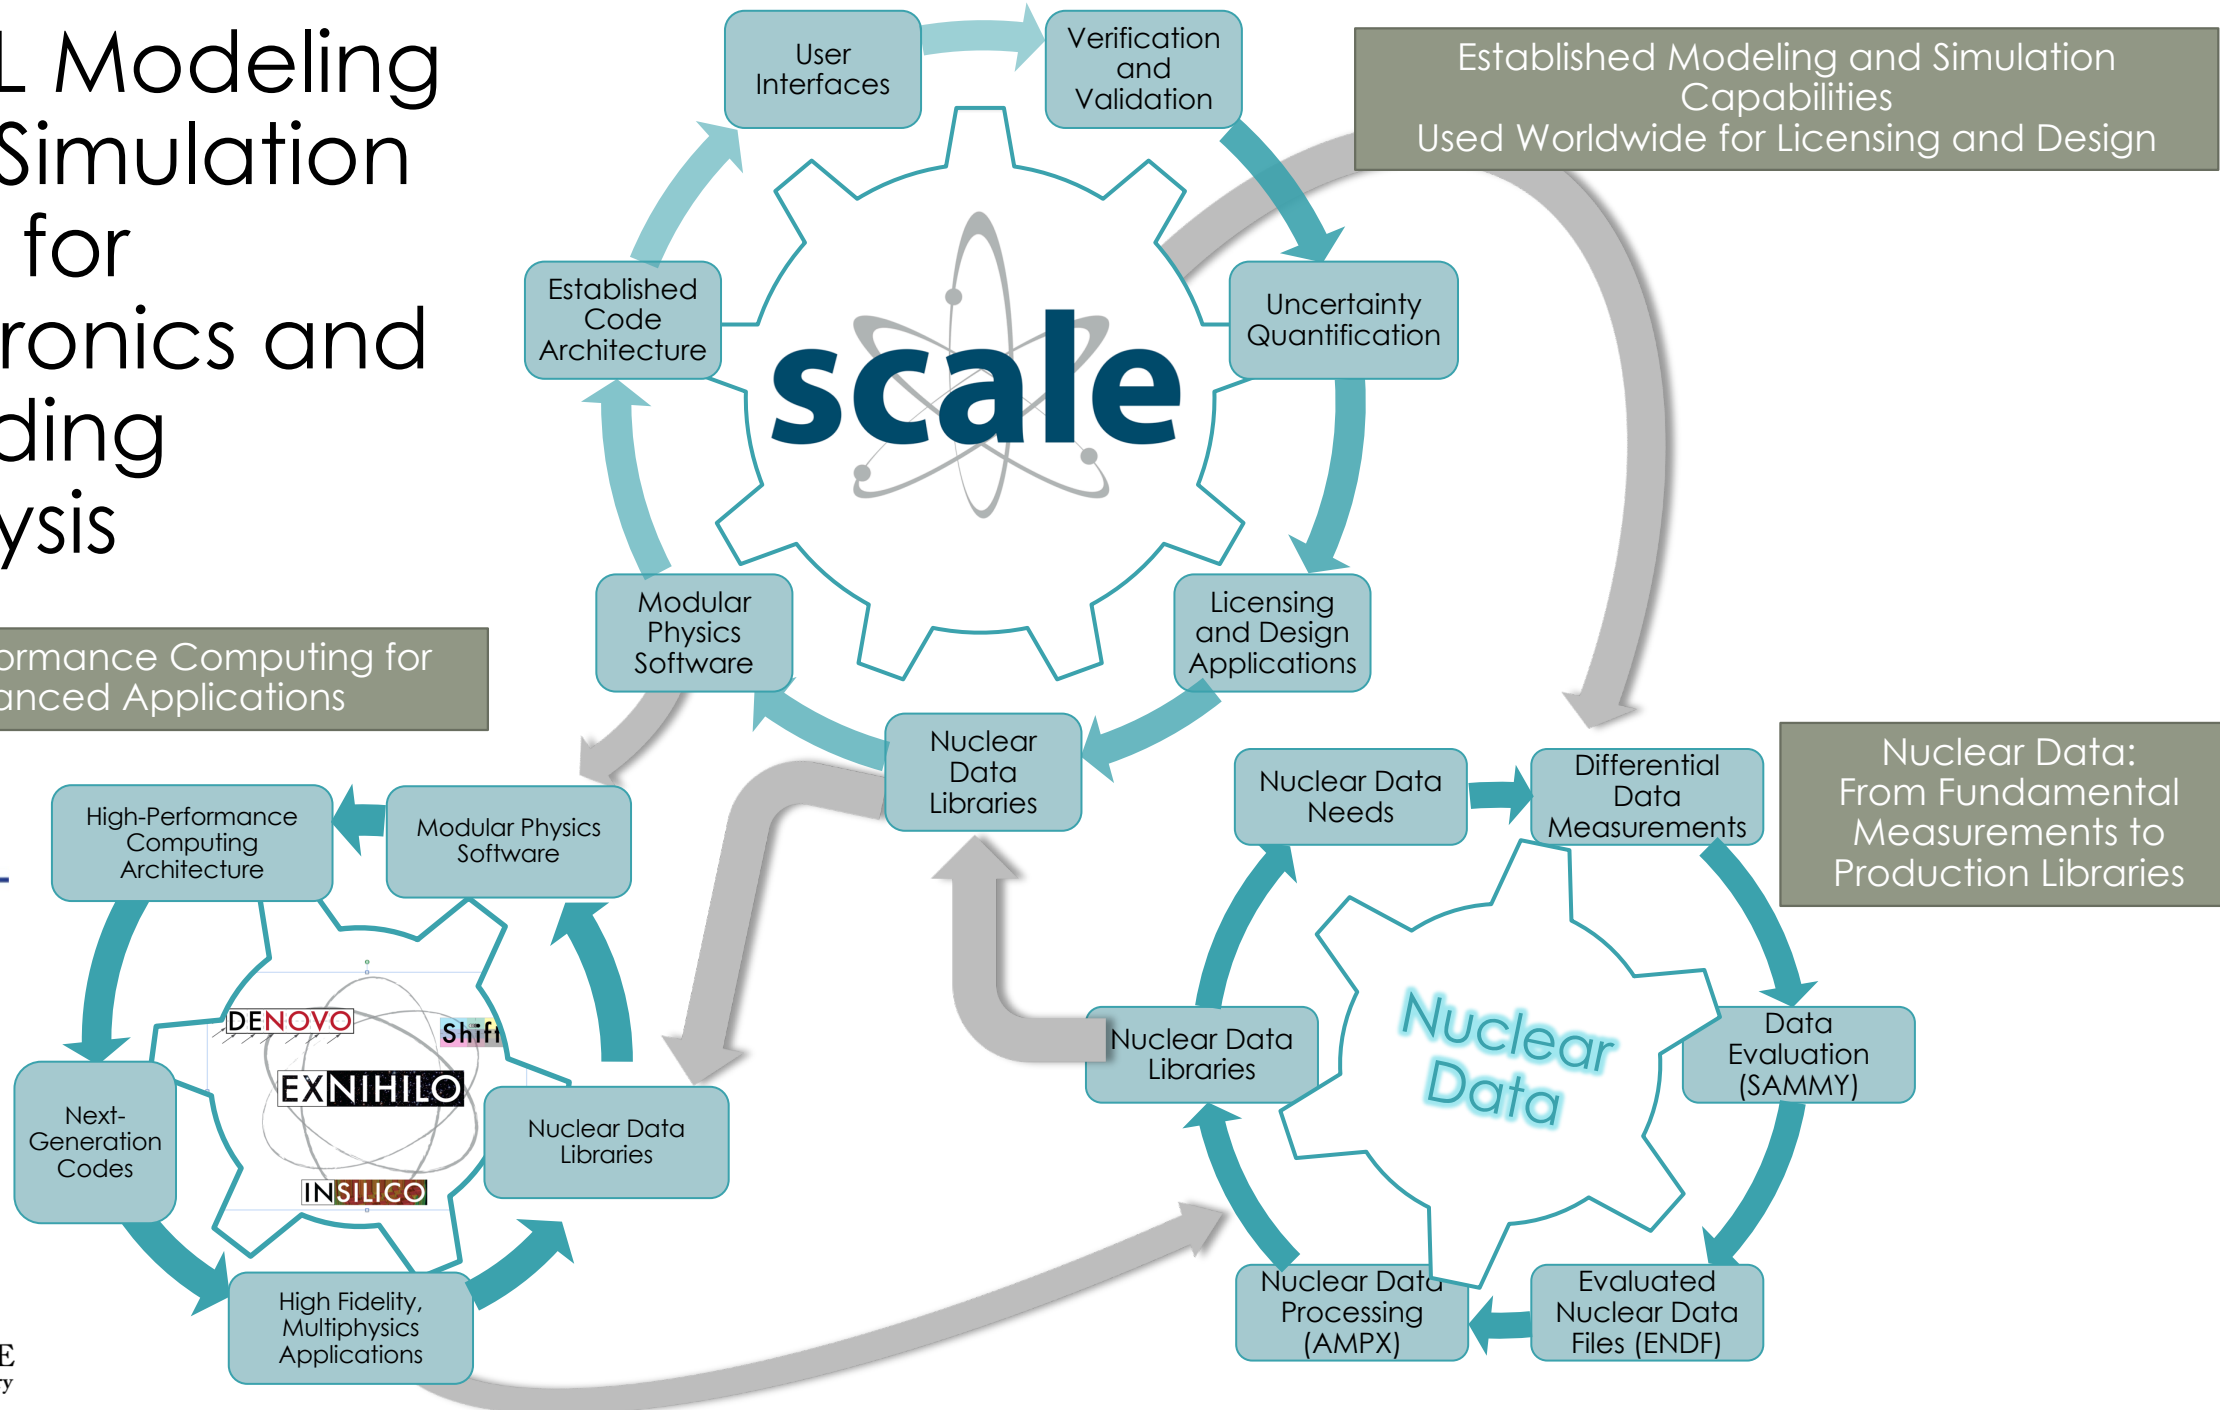 L Modeling
Simulation
for
ronics and
ding
ysis
User
Interfaces
Verification
and
Validation
Established Modeling and Simulation
Capabilities
Used Worldwide for Licensing and Design
Established
Code
Architecture
Uncertainty
Quantification
scale
Modular
Physics
Software
Licensing
and Design
Applications
Nuclear
Data
Libraries
ormance Computing for
anced Applications
High-Performance
Computing
Architecture
Modular Physics
Software
Next-
Generation
Codes
Nuclear Data
Libraries
High Fidelity,
Multiphysics
Applications
DENOVO
Shift
EXNIHILO
INSILICO
Nuclear Data
Needs
Differential
Data
Measurements
Nuclear Data:
From Fundamental
Measurements to
Production Libraries
Nuclear Data
Libraries
Nuclear
Data
Data
Evaluation
(SAMMY)
Nuclear Data
Processing
(AMPX)
Evaluated
Nuclear Data
Files (ENDF)
E
ry